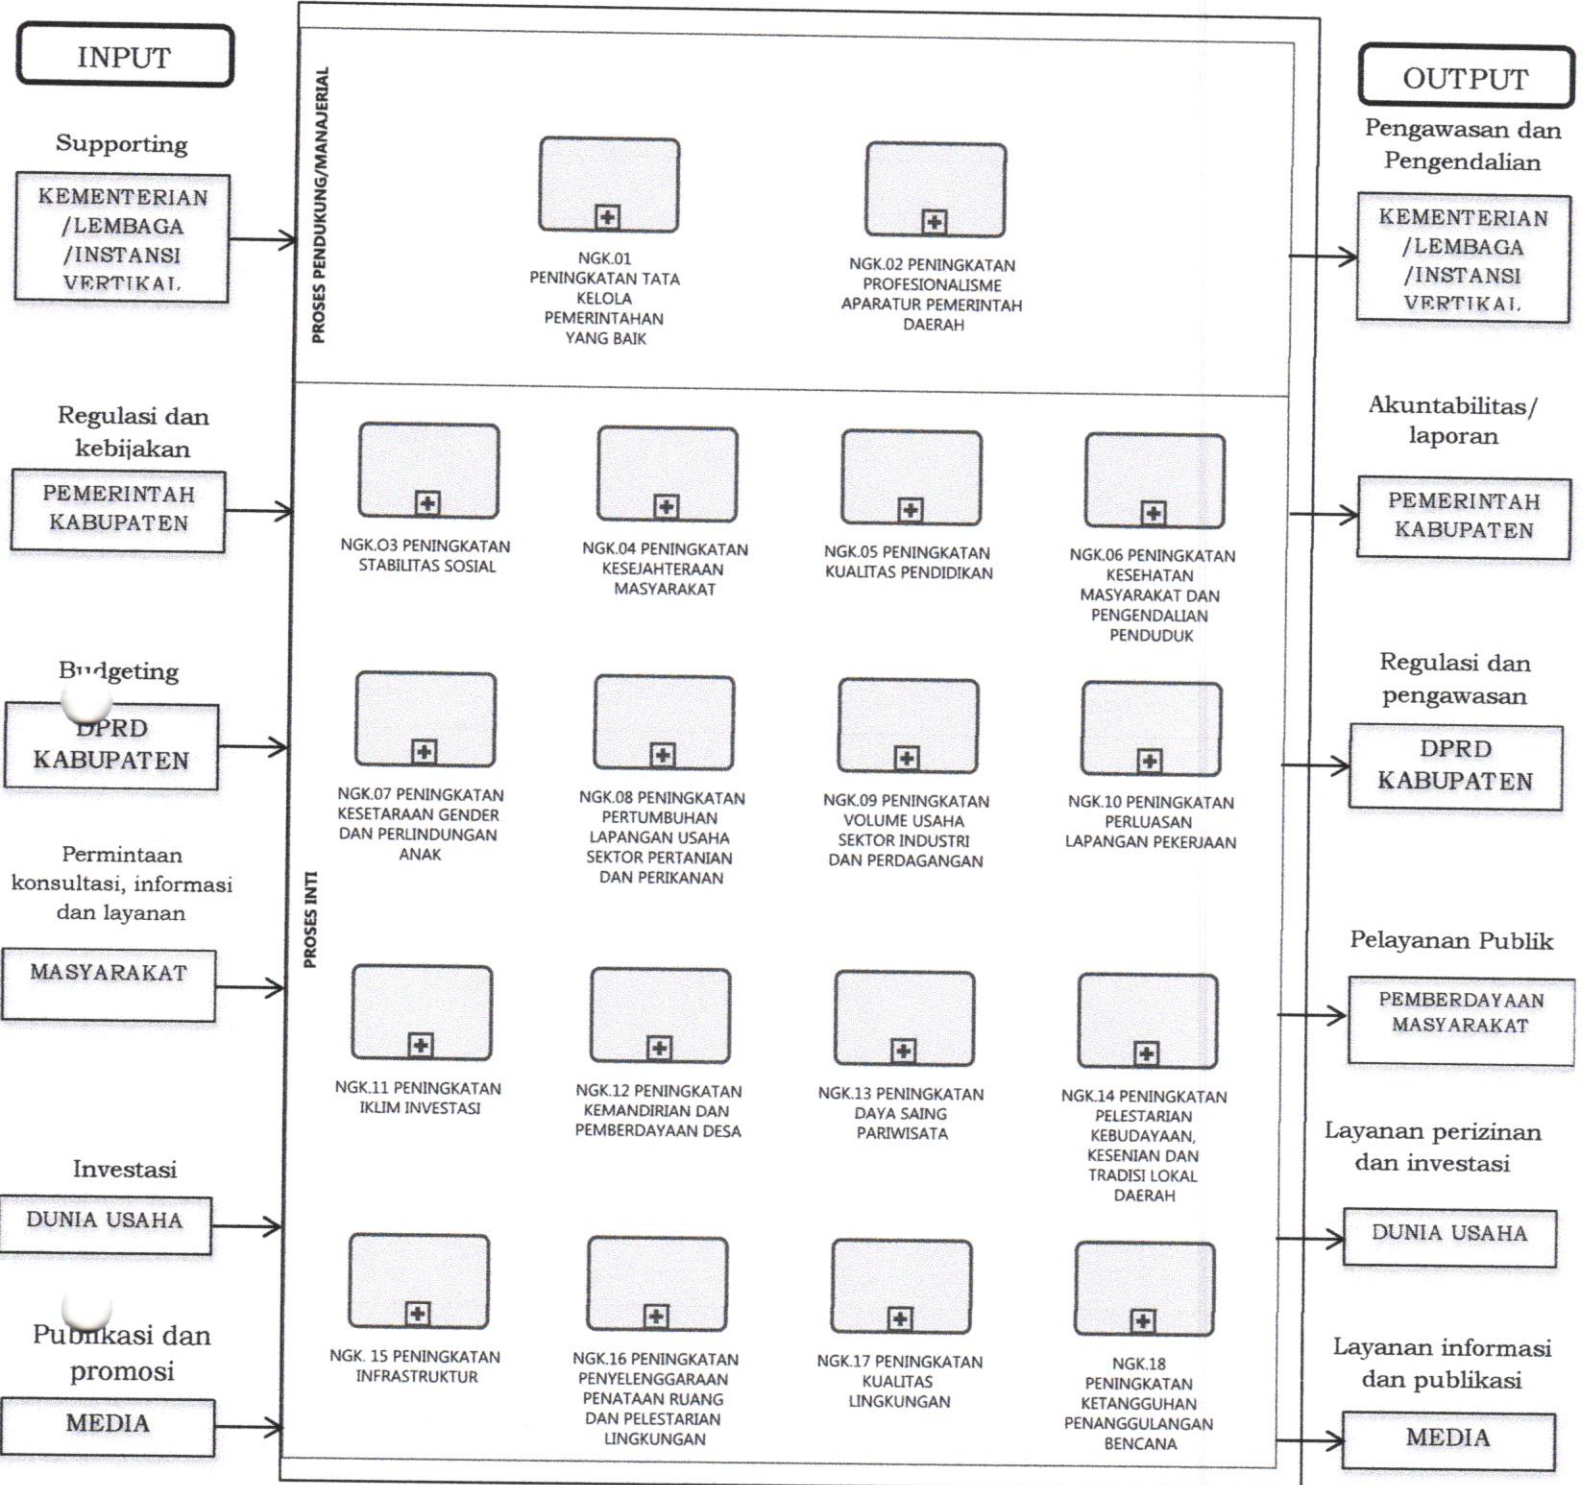 INPUT
Supporting
KEMENTERIAN
/LEMBAGA
/INSTANSI
VERTIKAL
Regulasi dan
kebijakan
PEMERINTAH
KABUPATEN
Budgeting
DPRD
KABUPATEN
Permintaan
konsultasi, informasi
dan layanan
MASYARAKAT
Investasi
DUNIA USAHA
Publikasi dan
promosi
MEDIA
PROSES PENDUKUNG/MANAJERIAL
NGK.01
PENINGKATAN TATA
KELOLA
PEMERINTAHAN
YANG BAIK
NGK.02 PENINGKATAN
PROFESIONALISME
APARATUR PEMERINTAH
DAERAH
PROSES INTI
NGK.O3 PENINGKATAN
STABILITAS SOSIAL
NGK.04 PENINGKATAN
KESEJAHTERAAN
MASYARAKAT
NGK.05 PENINGKATAN
KUALITAS PENDIDIKAN
NGK.06 PENINGKATAN
KESEHATAN
MASYARAKAT DAN
PENGENDALIAN
PENDUDUK
NGK.07 PENINGKATAN
KESETARAAN GENDER
DAN PERLINDUNGAN
ANAK
NGK.08 PENINGKATAN
PERTUMBUHAN
LAPANGAN USAHA
SEKTOR PERTANIAN
DAN PERIKANAN
NGK.09 PENINGKATAN
VOLUME USAHA
SEKTOR INDUSTRI
DAN PERDAGANGAN
NGK.10 PENINGKATAN
PERLUASAN
LAPANGAN PEKERJAAN
NGK.11 PENINGKATAN
IKLIM INVESTASI
NGK.12 PENINGKATAN
KEMANDIRIAN DAN
PEMBERDAYAAN DESA
NGK.13 PENINGKATAN
DAYA SAING
PARIWISATA
NGK.14 PENINGKATAN
PELESTARIAN
KEBUDAYAAN,
KESENIAN DAN
TRADISI LOKAL
DAERAH
NGK. 15 PENINGKATAN
INFRASTRUKTUR
NGK.16 PENINGKATAN
PENYELENGGARAAN
PENATAAN RUANG
DAN PELESTARIAN
LINGKUNGAN
NGK.17 PENINGKATAN
KUALITAS
LINGKUNGAN
NGK.18
PENINGKATAN
KETANGGUHAN
PENANGGULANGAN
BENCANA
OUTPUT
Pengawasan dan
Pengendalian
KEMENTERIAN
/LEMBAGA
/INSTANSI
VERTIKAL
Akuntabilitas/
laporan
PEMERINTAH
KABUPATEN
Regulasi dan
pengawasan
DPRD
KABUPATEN
Pelayanan Publik
PEMBERDAYAAN
MASYARAKAT
Layanan perizinan
dan investasi
DUNIA USAHA
Layanan informasi
dan publikasi
MEDIA